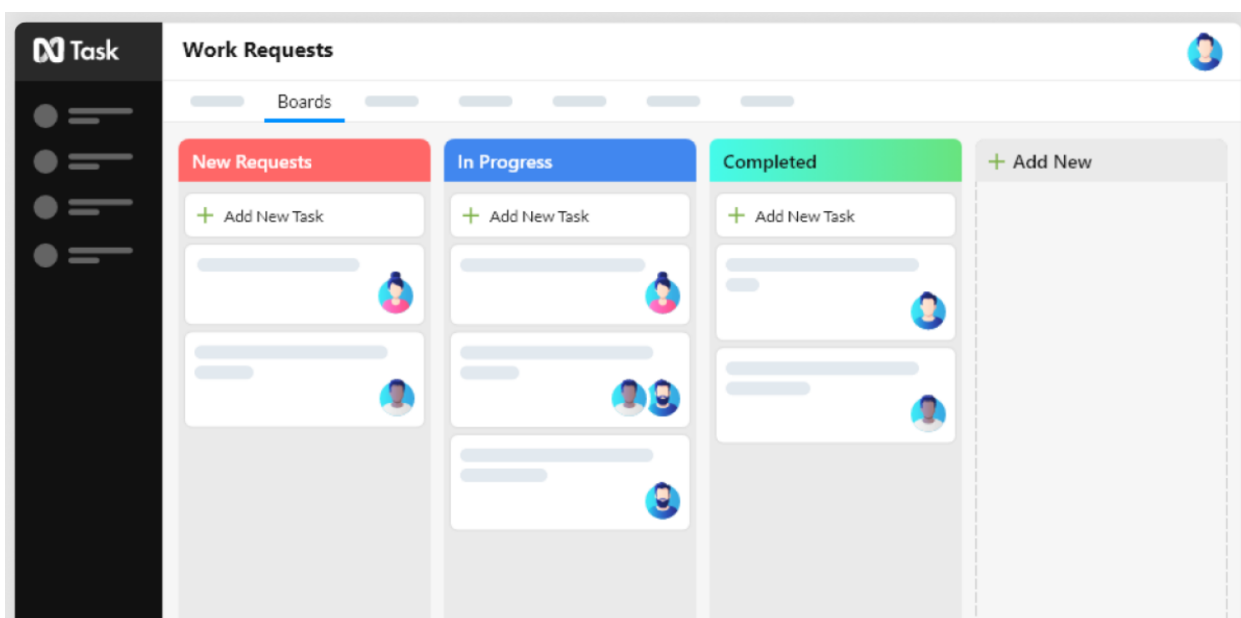 Task
Work Requests
Boards
New Requests
In Progress
Completed
+ Add New
+ Add New Task
+ Add New Task
+ Add New Task